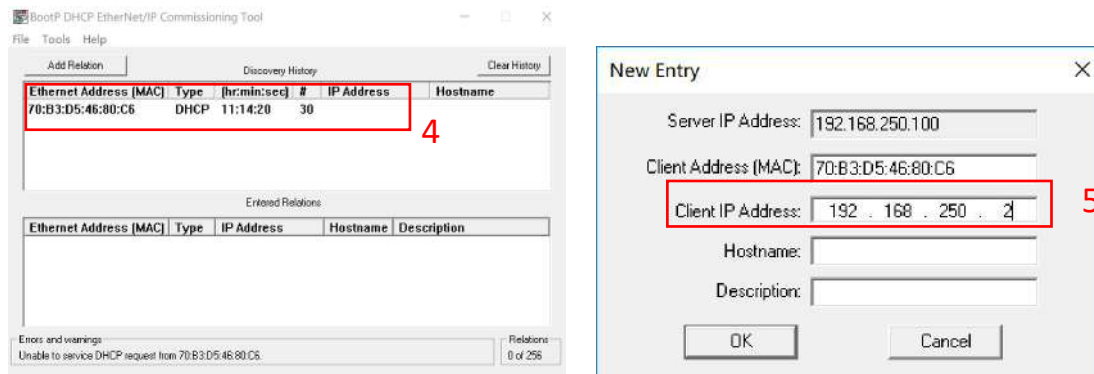 BootP DHCP EtherNet/IP Commissioning Tool
File Tools Help
Add Relation Discovery History Clear History
Ethernet Address (MAC) Type (hr:min:sec) # IP Address Hostname
70:B3:D5:46:80:C6 DHCP 11:14:20 30
4
Entered Relations
Ethernet Address (MAC) Type IP Address Hostname Description
Errors and warnings
Unable to service DHCP request from 70:B3:D5:46:80:C6.
Relations
0 of 256
New Entry
Server IP Address: 192.168.250.100
Client Address (MAC): 70:B3:D5:46:80:C6
Client IP Address: 192 . 168 . 250 . 2
5
Hostname:
Description:
OK Cancel